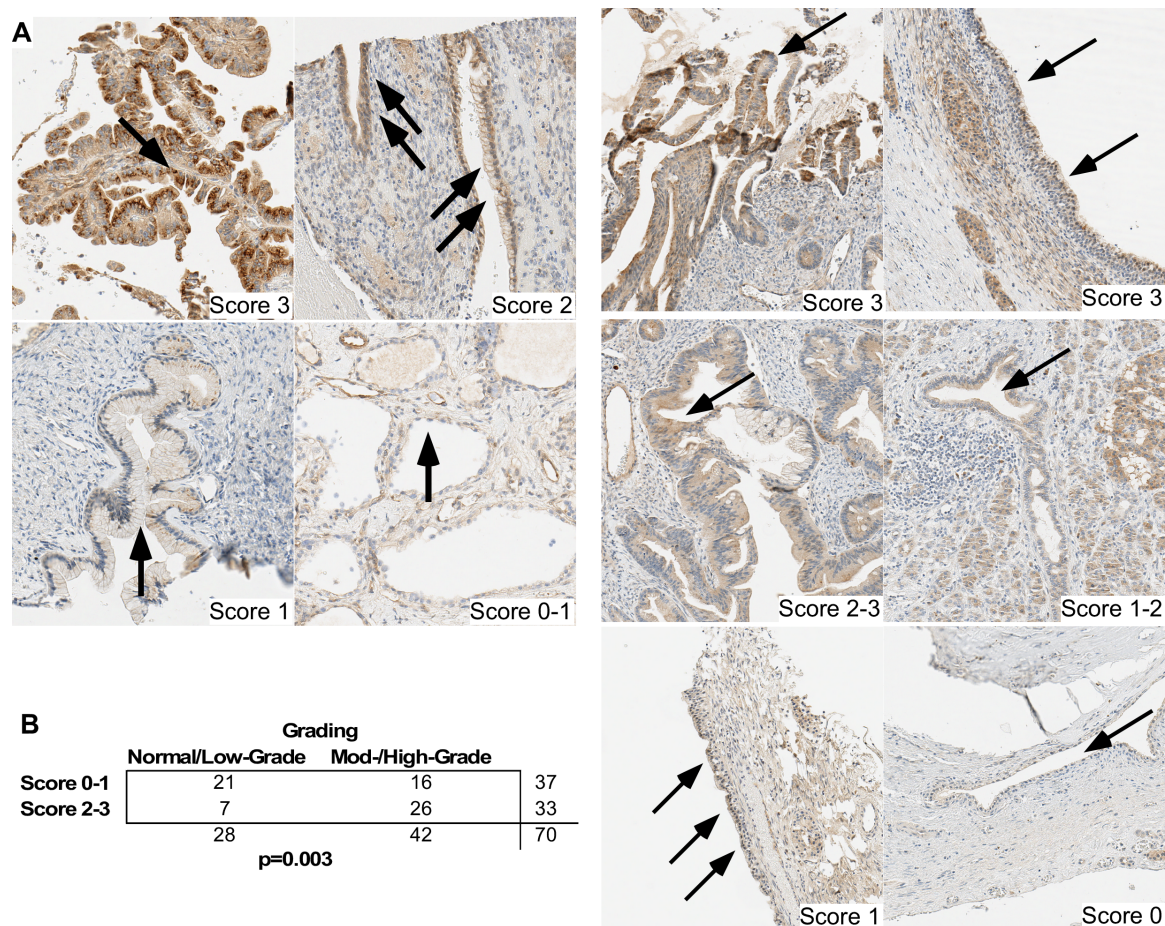 A
Score 3
Score 2
Score 3
Score 3
Score 1
Score 0-1
Score 2-3
Score 1-2
Score 1
Score 0
B
Grading
Normal/Low-Grade Mod-/High-Grade
Score 0-1 21 16 37
Score 2-3 7 26 33
28 42 70
p=0.003